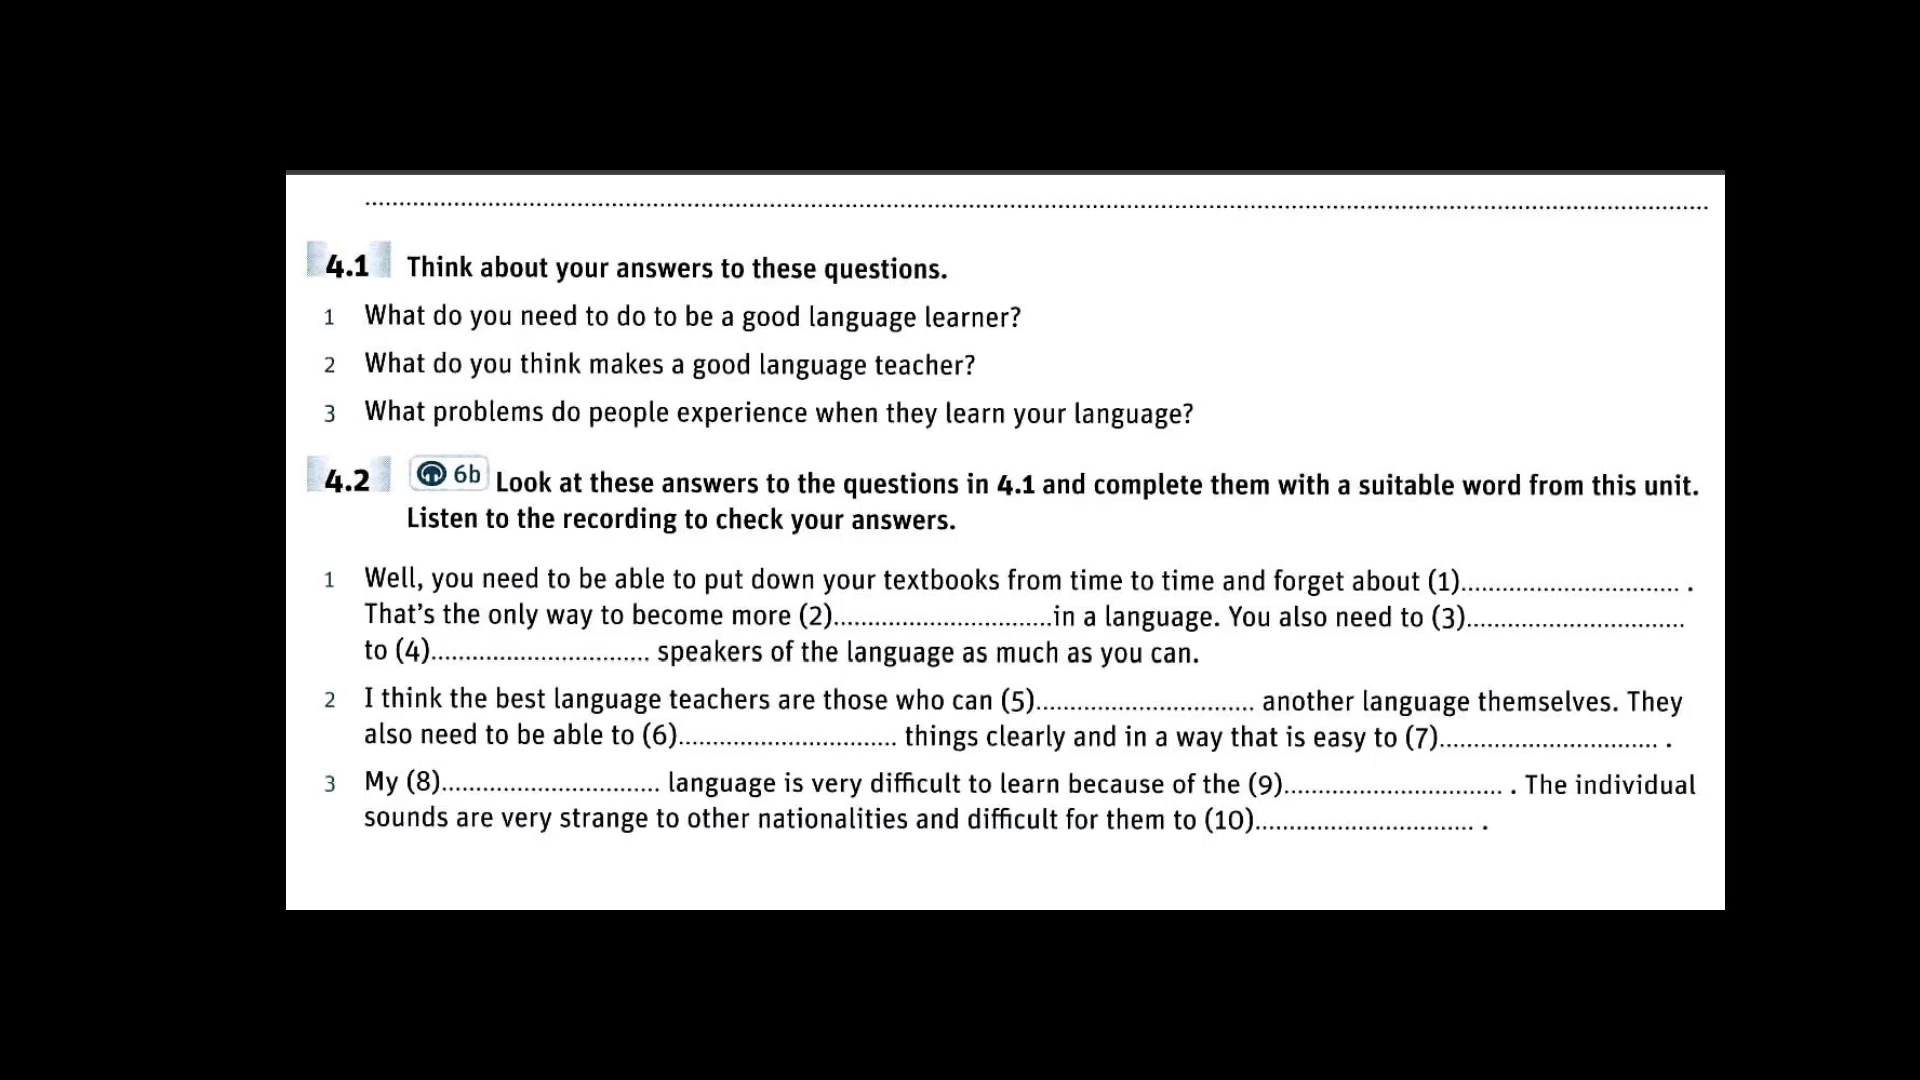 4.1 Think about your answers to these questions.
1 What do you need to do to be a good language learner?
2 What do you think makes a good language teacher?
3 What problems do people experience when they learn your language?
4.2 6b Look at these answers to the questions in 4.1 and complete them with a suitable word from this unit.
Listen to the recording to check your answers.
1 Well, you need to be able to put down your textbooks from time to time and forget about (1)................................ .
That's the only way to become more (2)................................in a language. You also need to (3)................................
to (4)................................ speakers of the language as much as you can.
2 I think the best language teachers are those who can (5)................................ another language themselves. They
also need to be able to (6)................................ things clearly and in a way that is easy to (7)................................ .
3 My (8)................................ language is very difficult to learn because of the (9)................................ . The individual
sounds are very strange to other nationalities and difficult for them to (10)................................ .